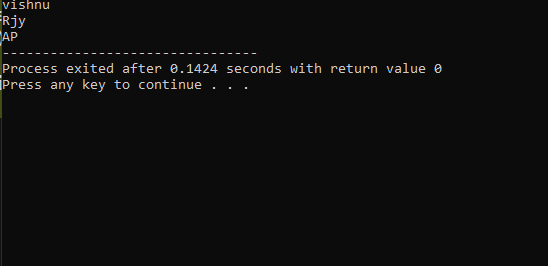 vishnu
Rjy
AP
--------------------------------
Process exited after 0.1424 seconds with return value 0
Press any key to continue . . .